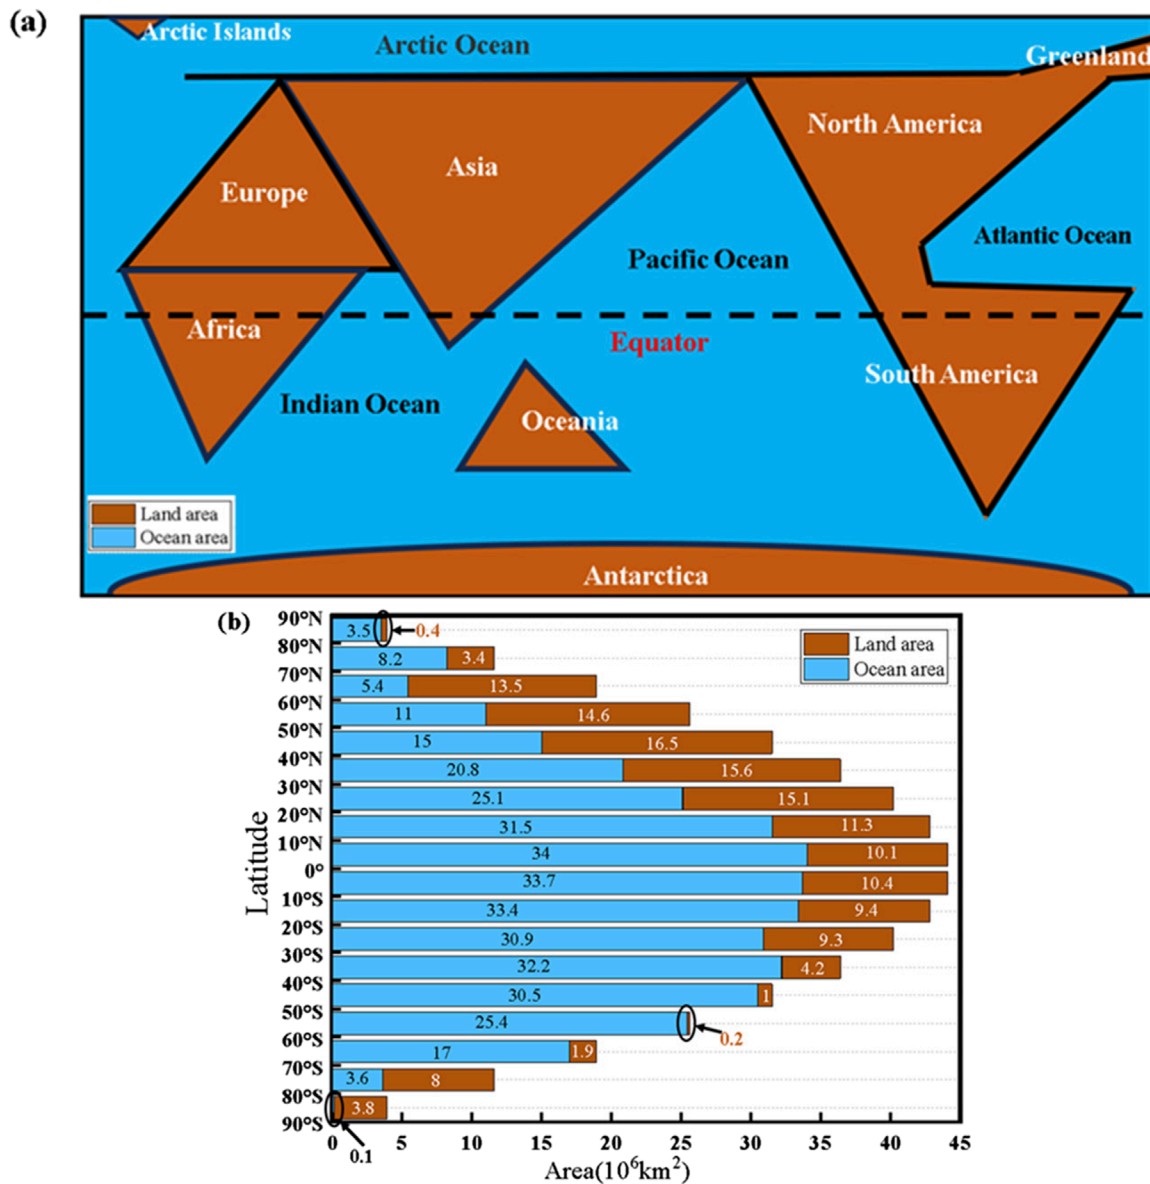 (a)
Arctic Islands
Arctic Ocean
Greenland
North America
Asia
Europe
Atlantic Ocean
Pacific Ocean
Africa
Equator
South America
Indian Ocean
Oceania
Land area
Ocean area
Antarctica
(b)
Land area
Ocean area
90°N
3.5 0.4
80°N
8.2 3.4
70°N
5.4 13.5
60°N
11 14.6
50°N
15 16.5
40°N
20.8 15.6
30°N
25.1 15.1
20°N
31.5 11.3
10°N
34 10.1
0°
33.7 10.4
10°S
33.4 9.4
20°S
30.9 9.3
30°S
32.2 4.2
40°S
30.5 1
50°S
25.4 0.2
60°S
17 1.9
70°S
3.6 8
80°S
3.8
90°S
0.1
Latitude
0 5 10 15 20 25 30 35 40 45
Area(10⁶km²)